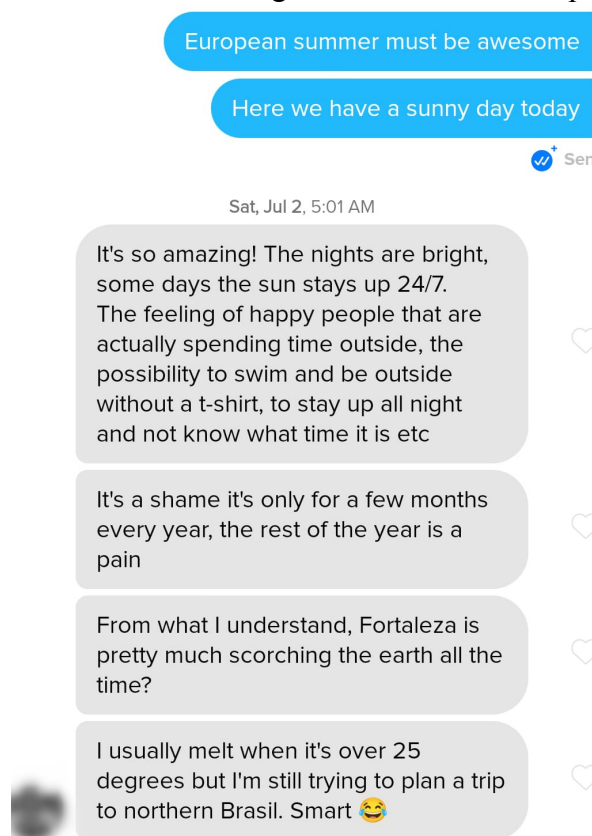 European summer must be awesome
Here we have a sunny day today
Sat, Jul 2, 5:01 AM
It's so amazing! The nights are bright,
some days the sun stays up 24/7.
The feeling of happy people that are
actually spending time outside, the
possibility to swim and be outside
without a t-shirt, to stay up all night
and not know what time it is etc
It's a shame it's only for a few months
every year, the rest of the year is a
pain
From what I understand, Fortaleza is
pretty much scorching the earth all the
time?
I usually melt when it's over 25
degrees but I'm still trying to plan a trip
to northern Brasil. Smart 😂